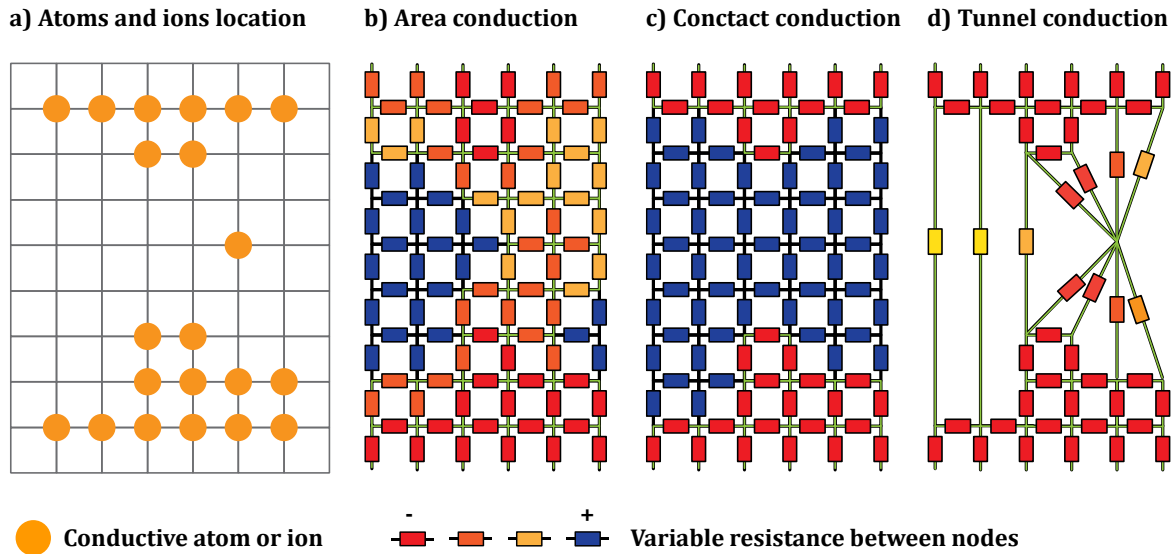 a) Atoms and ions location
b) Area conduction
c) Conctact conduction
d) Tunnel conduction
- +
Conductive atom or ion
Variable resistance between nodes